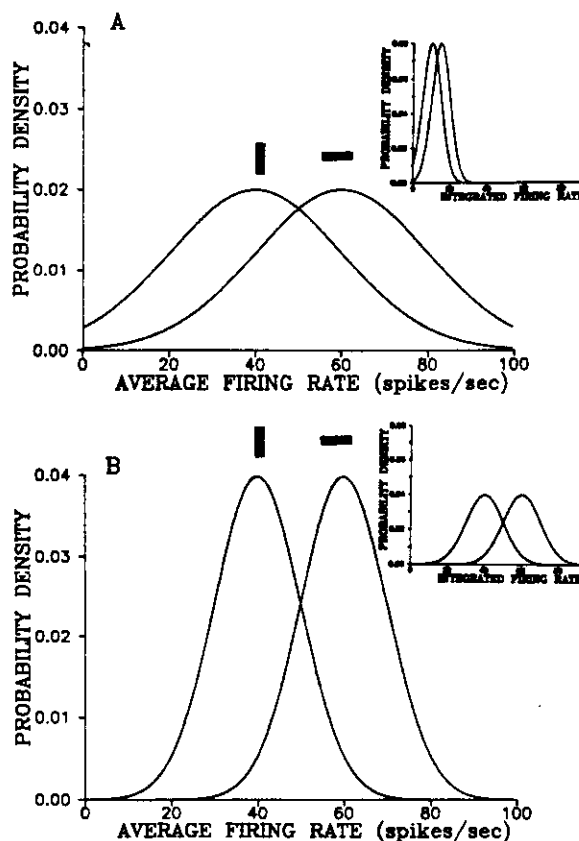 A
0.04
0.03
0.02
0.01
0.00
PROBABILITY DENSITY
20
40
60
80
100
AVERAGE FIRING RATE (spikes/sec)
PROBABILITY DENSITY
INTEGRATED FIRING RATE
B
0.04
0.03
0.02
0.01
0.00
PROBABILITY DENSITY
0
20
40
60
80
100
AVERAGE FIRING RATE (spikes/sec)
PROBABILITY DENSITY
INTEGRATED FIRING RATE